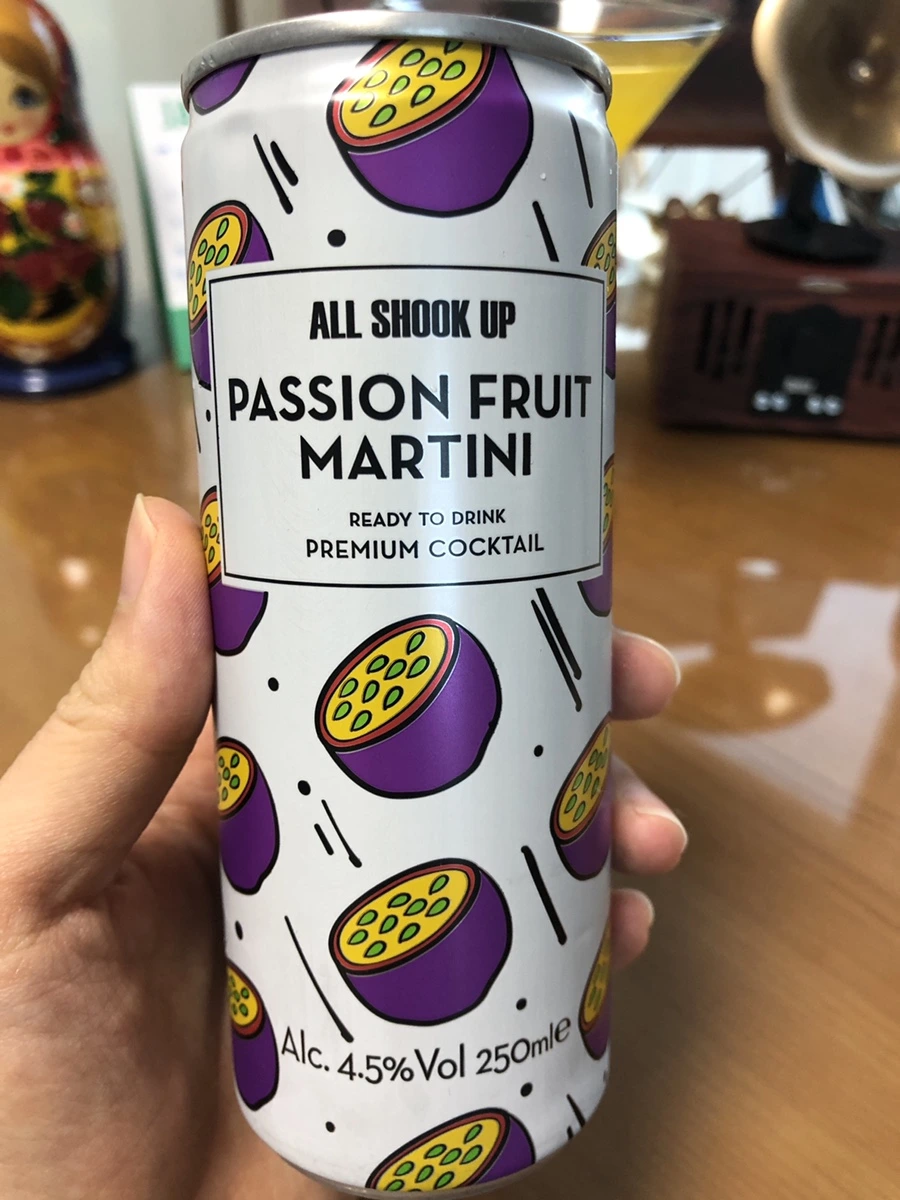 ALL SHOOK UP
PASSION FRUIT
MARTINI
READY TO DRINK
PREMIUM COCKTAIL
Alc. 4.5%Vol 250ml℮